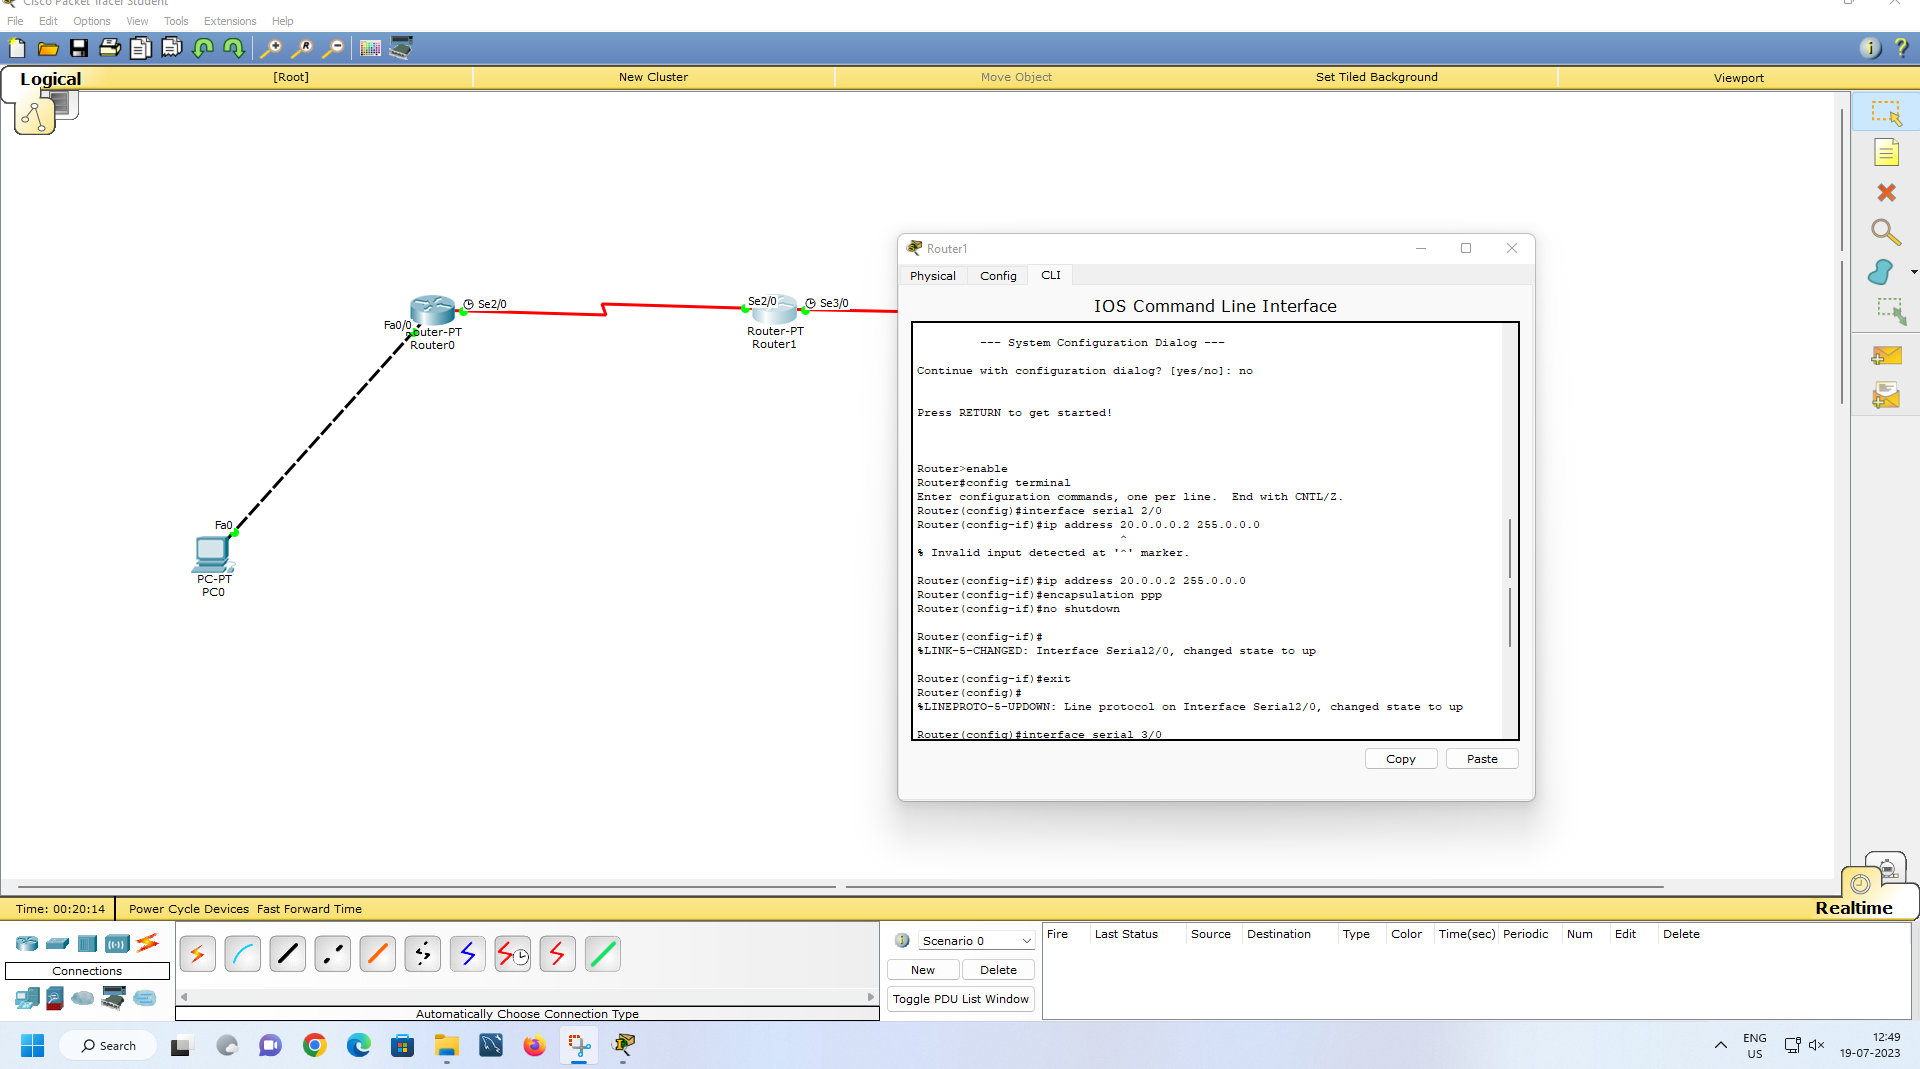 Cisco Packet Tracer Student
File Edit Options View Tools Extensions Help
Logical [Root] New Cluster Move Object Set Tiled Background Viewport
Router1
Physical Config CLI
IOS Command Line Interface
--- System Configuration Dialog ---
Continue with configuration dialog? [yes/no]: no
Press RETURN to get started!
Router>enable
Router#config terminal
Enter configuration commands, one per line.  End with CNTL/Z.
Router(config)#interface serial 2/0
Router(config-if)#ip address 20.0.0.0.2 255.0.0.0
^
% Invalid input detected at '^' marker.
Router(config-if)#ip address 20.0.0.2 255.0.0.0
Router(config-if)#encapsulation ppp
Router(config-if)#no shutdown
Router(config-if)#
%LINK-5-CHANGED: Interface Serial2/0, changed state to up
Router(config-if)#exit
Router(config)#
%LINEPROTO-5-UPDOWN: Line protocol on Interface Serial2/0, changed state to up
Router(config)#interface serial 3/0
Copy Paste
Se2/0
Fa0/0
outer-PT
Router0
Se2/0 Se3/0
Router-PT
Router1
Fa0
PC-PT
PC0
Time: 00:20:14 Power Cycle Devices Fast Forward Time
Realtime
Connections
Automatically Choose Connection Type
Scenario 0
New Delete
Toggle PDU List Window
Fire Last Status Source Destination Type Color Time(sec) Periodic Num Edit Delete
Search
ENG
US
12:49
19-07-2023